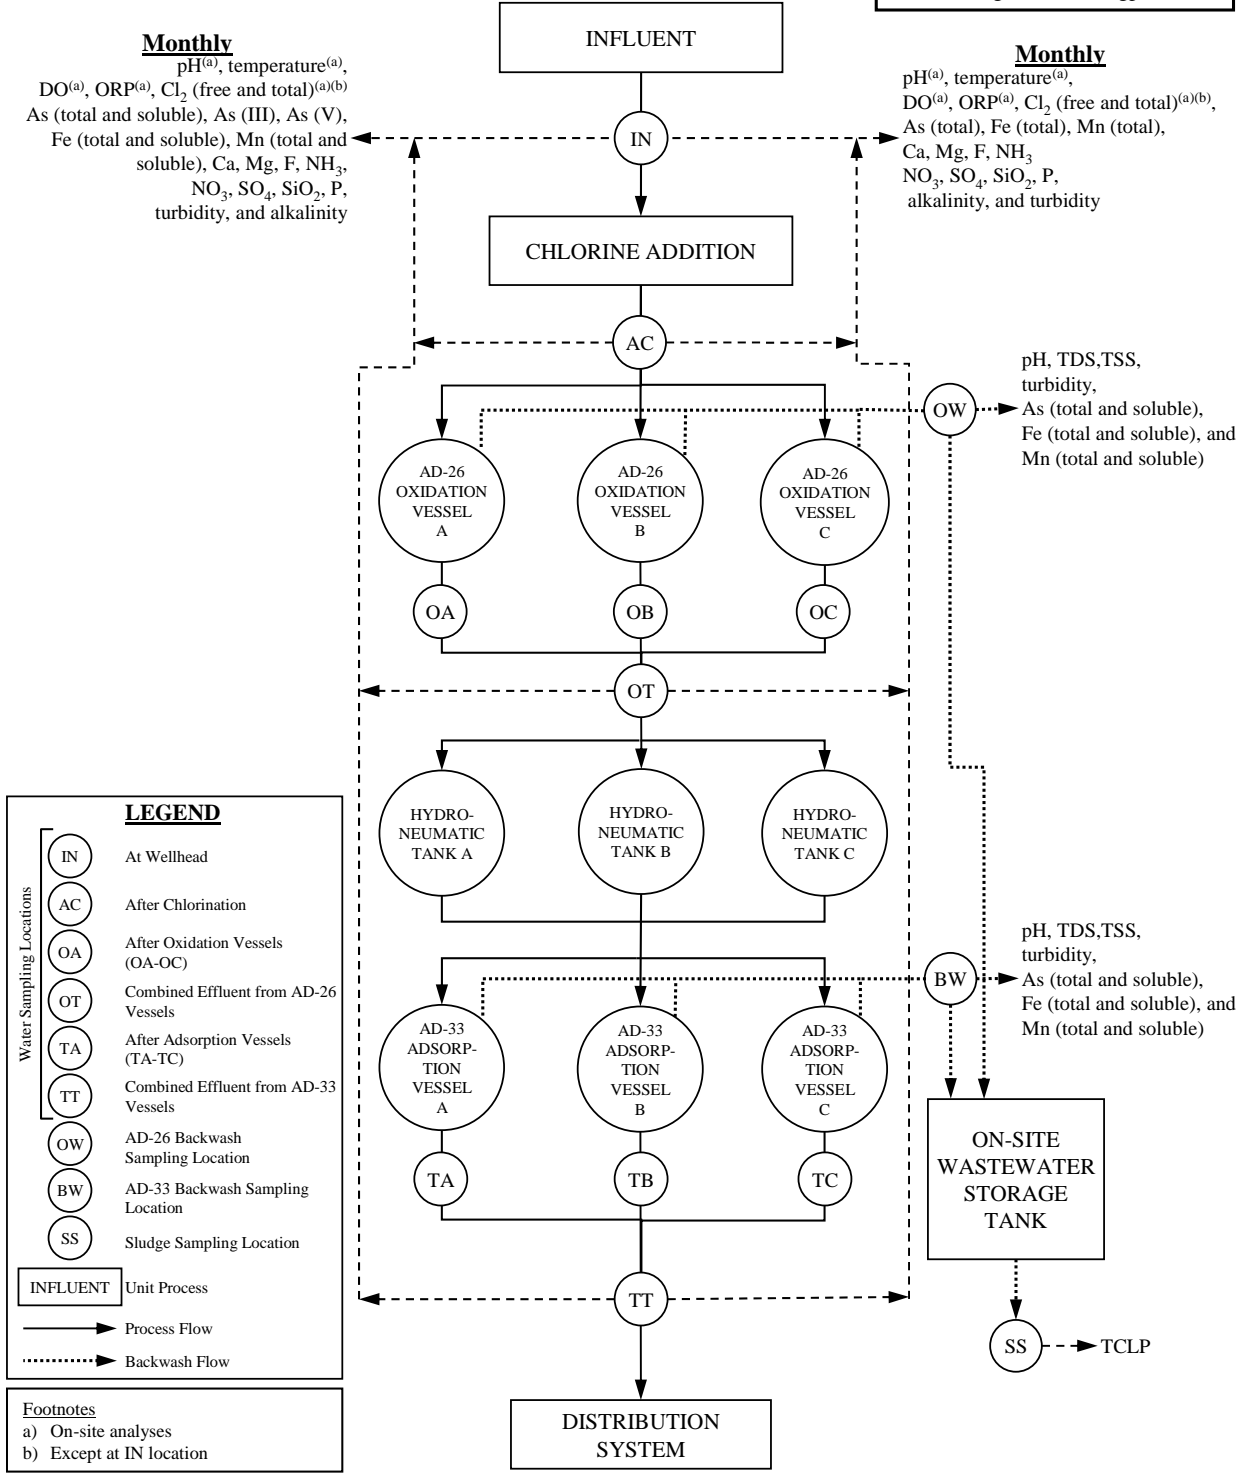 INFLUENT
Monthly
pH(a), temperature(a),
DO(a), ORP(a), Cl2 (free and total)(a)(b)
As (total and soluble), As (III), As (V),
Fe (total and soluble), Mn (total and
soluble), Ca, Mg, F, NH3,
NO3, SO4, SiO2, P,
turbidity, and alkalinity
Monthly
pH(a), temperature(a),
DO(a), ORP(a), Cl2 (free and total)(a)(b),
As (total), Fe (total), Mn (total),
Ca, Mg, F, NH3
NO3, SO4, SiO2, P,
alkalinity, and turbidity
IN
CHLORINE ADDITION
AC
OW
pH, TDS,TSS,
turbidity,
As (total and soluble),
Fe (total and soluble), and
Mn (total and soluble)
AD-26
OXIDATION
VESSEL
A
AD-26
OXIDATION
VESSEL
B
AD-26
OXIDATION
VESSEL
C
OA
OB
OC
OT
HYDRO-
NEUMATIC
TANK A
HYDRO-
NEUMATIC
TANK B
HYDRO-
NEUMATIC
TANK C
BW
pH, TDS,TSS,
turbidity,
As (total and soluble),
Fe (total and soluble), and
Mn (total and soluble)
AD-33
ADSORP-
TION
VESSEL
A
AD-33
ADSORP-
TION
VESSEL
B
AD-33
ADSORP-
TION
VESSEL
C
TA
TB
TC
ON-SITE
WASTEWATER
STORAGE
TANK
TT
SS
TCLP
DISTRIBUTION
SYSTEM
LEGEND
Water Sampling Locations
IN
At Wellhead
AC
After Chlorination
OA
After Oxidation Vessels
(OA-OC)
OT
Combined Effluent from AD-26
Vessels
TA
After Adsorption Vessels
(TA-TC)
TT
Combined Effluent from AD-33
Vessels
OW
AD-26 Backwash
Sampling Location
BW
AD-33 Backwash Sampling
Location
SS
Sludge Sampling Location
INFLUENT
Unit Process
Process Flow
Backwash Flow
Footnotes
a) On-site analyses
b) Except at IN location